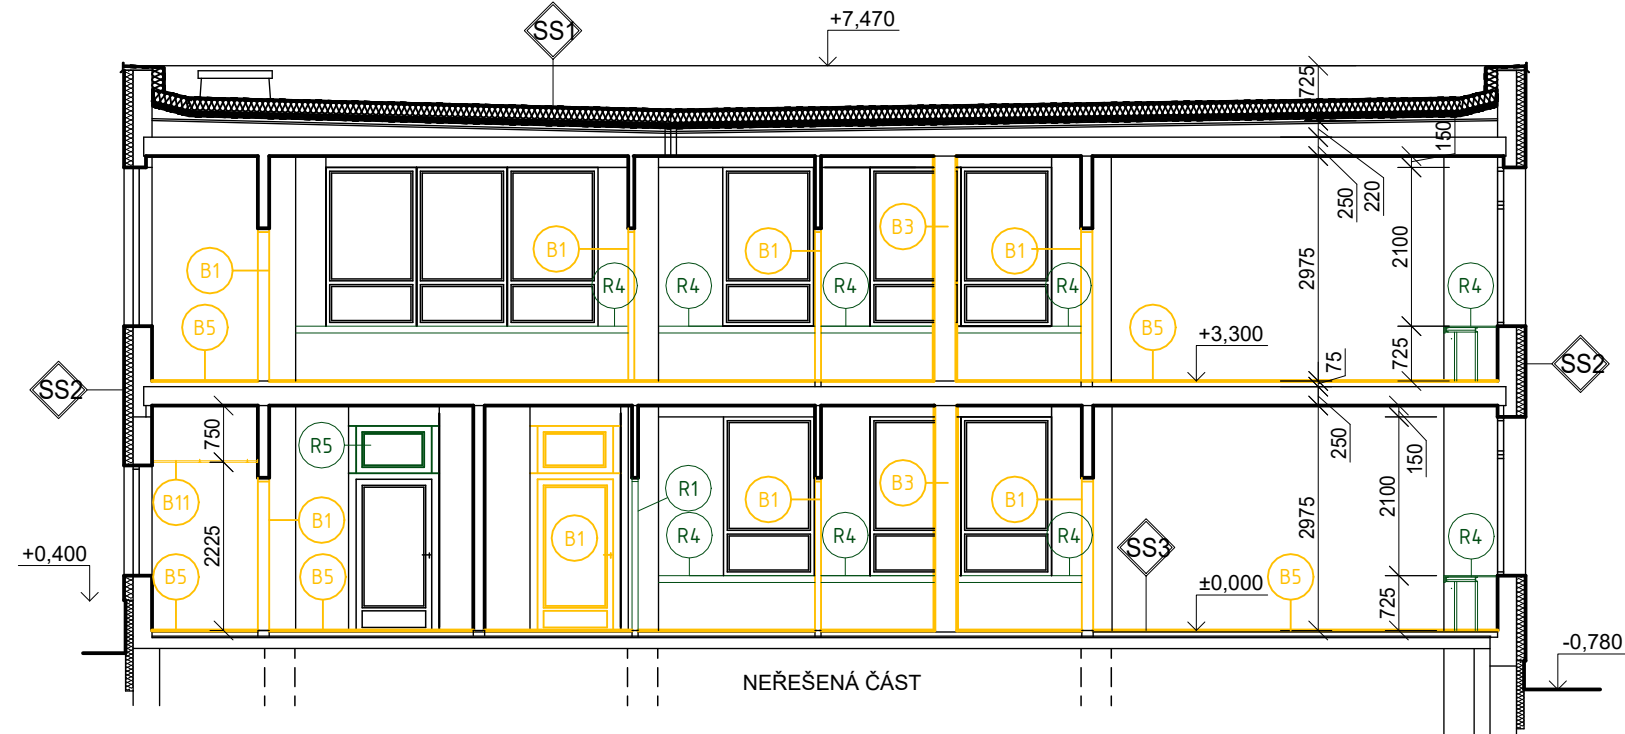 SS1
+7,470
725
150
250
220
B1
B1
B1
B3
B1
R4
R4
R4
R4
R4
B5
B5
2975
2100
+3,300
75
725
SS2
SS2
750
R5
B11
B1
B1
R1
R4
B1
R4
B3
B1
R4
250
150
2100
2975
R4
2225
+0,400
B5
B5
SS3
±0,000
B5
725
NEŘEŠENÁ ČÁST
-0,780